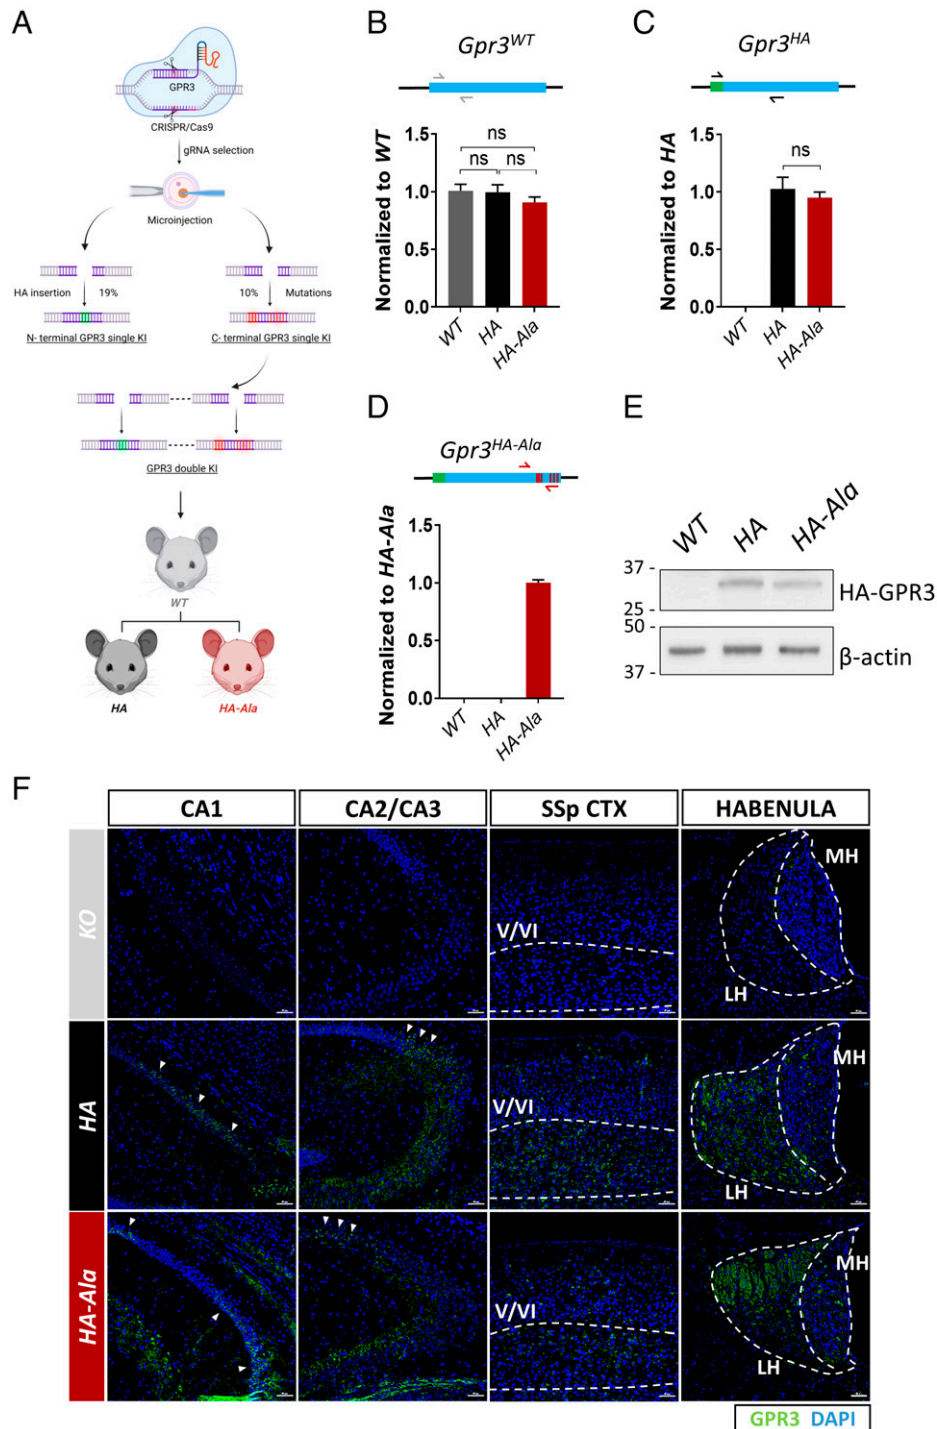 A
GPR3
CRISPR/Cas9
gRNA selection
Microinjection
HA insertion 19%
10% Mutations
N- terminal GPR3 single KI
C- terminal GPR3 single KI
GPR3 double KI
WT
HA
HA-Ala
B
Gpr3WT
Normalized to WT
1.5
1.0
0.5
0.0
ns
ns ns
WT HA HA-Ala
C
Gpr3HA
Normalized to HA
1.5
1.0
0.5
0.0
ns
WT HA HA-Ala
D
Gpr3HA-Ala
Normalized to HA-Ala
1.5
1.0
0.5
0.0
WT HA HA-Ala
E
WT HA HA-Ala
37 -
25 -
HA-GPR3
50 -
37 -
β-actin
F
CA1 CA2/CA3 SSp CTX HABENULA
KO
V/VI
MH
LH
HA
V/VI
MH
LH
HA-Ala
V/VI
MH
LH
GPR3 DAPI